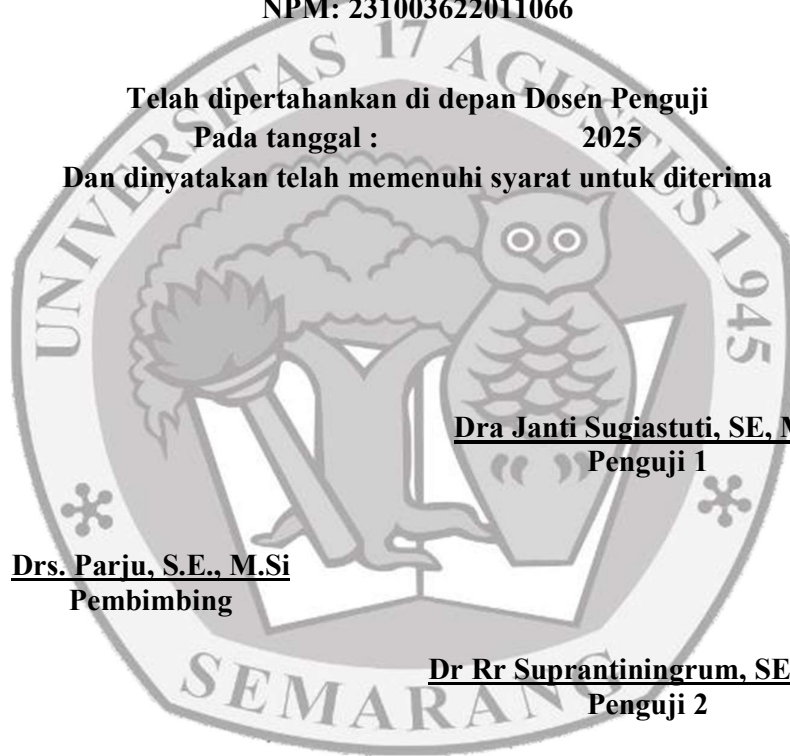 NPM: 231003622011066
Telah dipertahankan di depan Dosen Penguji
Pada tanggal : 2025
Dan dinyatakan telah memenuhi syarat untuk diterima
UNIVERSITAS 17 AGUSTUS 1945
Dra Janti Sugiastuti, SE,
Penguji 1
Drs. Parju, S.E., M.Si
Pembimbing
Dr Rr Suprantiningrum, SE
Penguji 2
SEMARANG